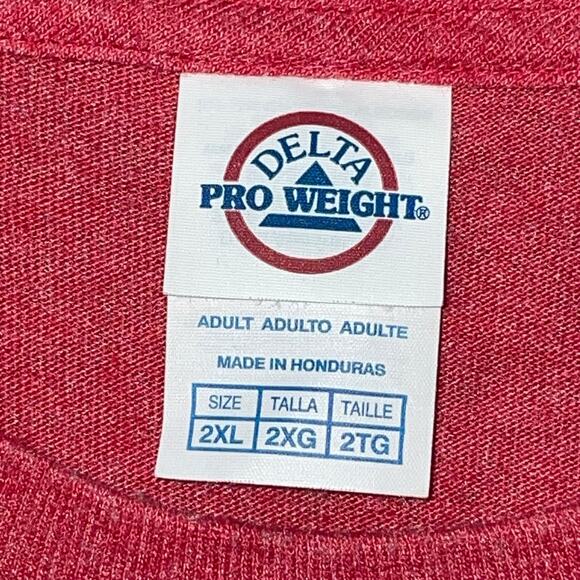 DELTA
PRO WEIGHT®
ADULT ADULTO ADULTE
MADE IN HONDURAS
SIZE TALLA TAILLE
2XL 2XG 2TG